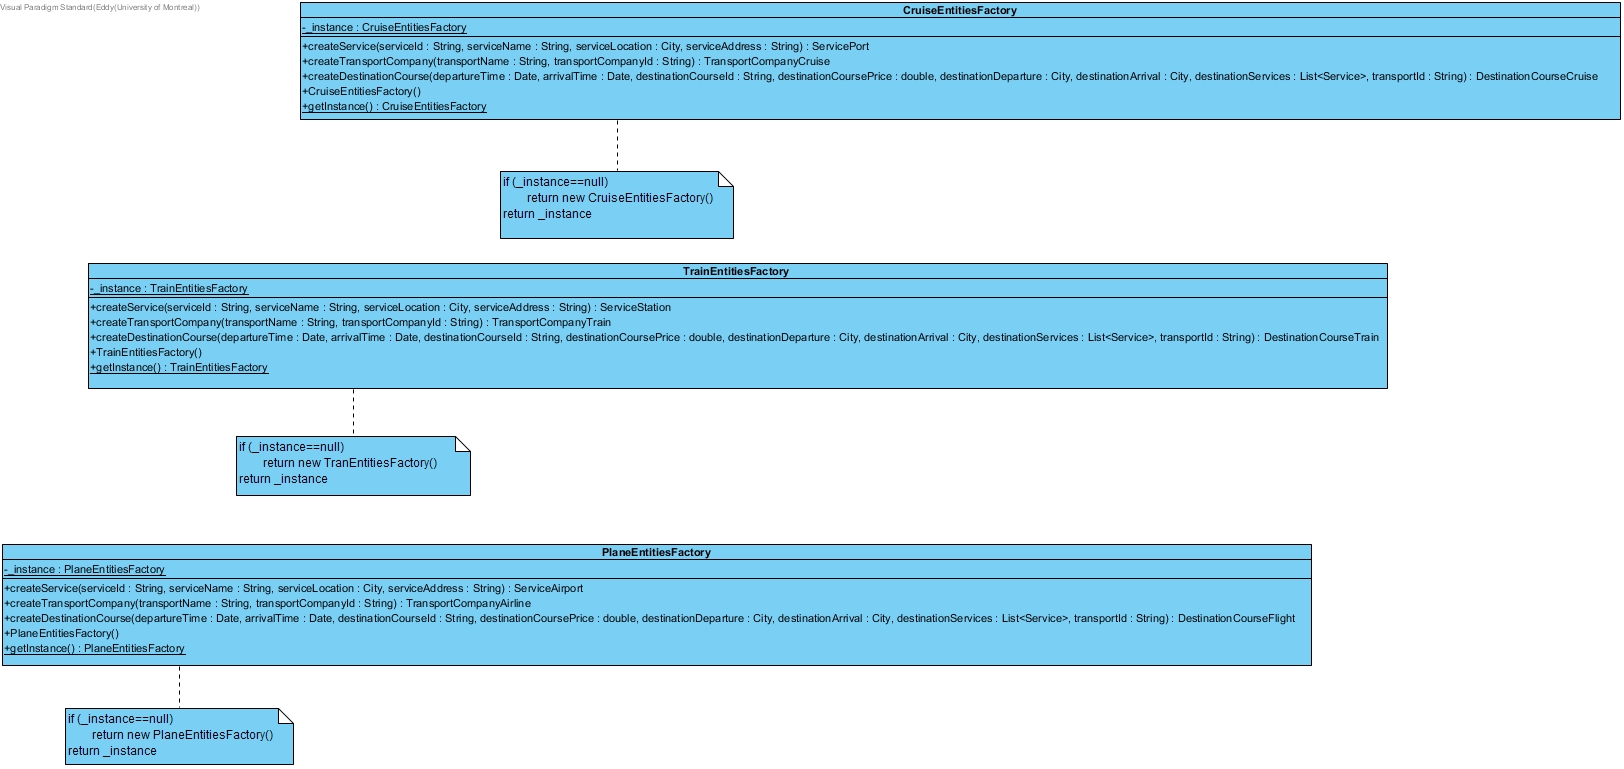 Visual Paradigm Standard(Eddy(University of Montreal))
CruiseEntitiesFactory
-_instance : CruiseEntitiesFactory
+createService(serviceId : String, serviceName : String, serviceLocation : City, serviceAddress : String) : ServicePort
+createTransportCompany(transportName : String, transportCompanyId : String) : TransportCompanyCruise
+createDestinationCourse(departureTime : Date, arrivalTime : Date, destinationCourseId : String, destinationCoursePrice : double, destinationDeparture : City, destinationArrival : City, destinationServices : List<Service>, transportId : String) : DestinationCourseCruise
+CruiseEntitiesFactory()
+getInstance() : CruiseEntitiesFactory
if (_instance==null)
return new CruiseEntitiesFactory()
return _instance
TrainEntitiesFactory
-_instance : TrainEntitiesFactory
+createService(serviceId : String, serviceName : String, serviceLocation : City, serviceAddress : String) : ServiceStation
+createTransportCompany(transportName : String, transportCompanyId : String) : TransportCompanyTrain
+createDestinationCourse(departureTime : Date, arrivalTime : Date, destinationCourseId : String, destinationCoursePrice : double, destinationDeparture : City, destinationArrival : City, destinationServices : List<Service>, transportId : String) : DestinationCourseTrain
+TrainEntitiesFactory()
+getInstance() : TrainEntitiesFactory
if (_instance==null)
return new TranEntitiesFactory()
return _instance
PlaneEntitiesFactory
-_instance : PlaneEntitiesFactory
+createService(serviceId : String, serviceName : String, serviceLocation : City, serviceAddress : String) : ServiceAirport
+createTransportCompany(transportName : String, transportCompanyId : String) : TransportCompanyAirline
+createDestinationCourse(departureTime : Date, arrivalTime : Date, destinationCourseId : String, destinationCoursePrice : double, destinationDeparture : City, destinationArrival : City, destinationServices : List<Service>, transportId : String) : DestinationCourseFlight
+PlaneEntitiesFactory()
+getInstance() : PlaneEntitiesFactory
if (_instance==null)
return new PlaneEntitiesFactory()
return _instance